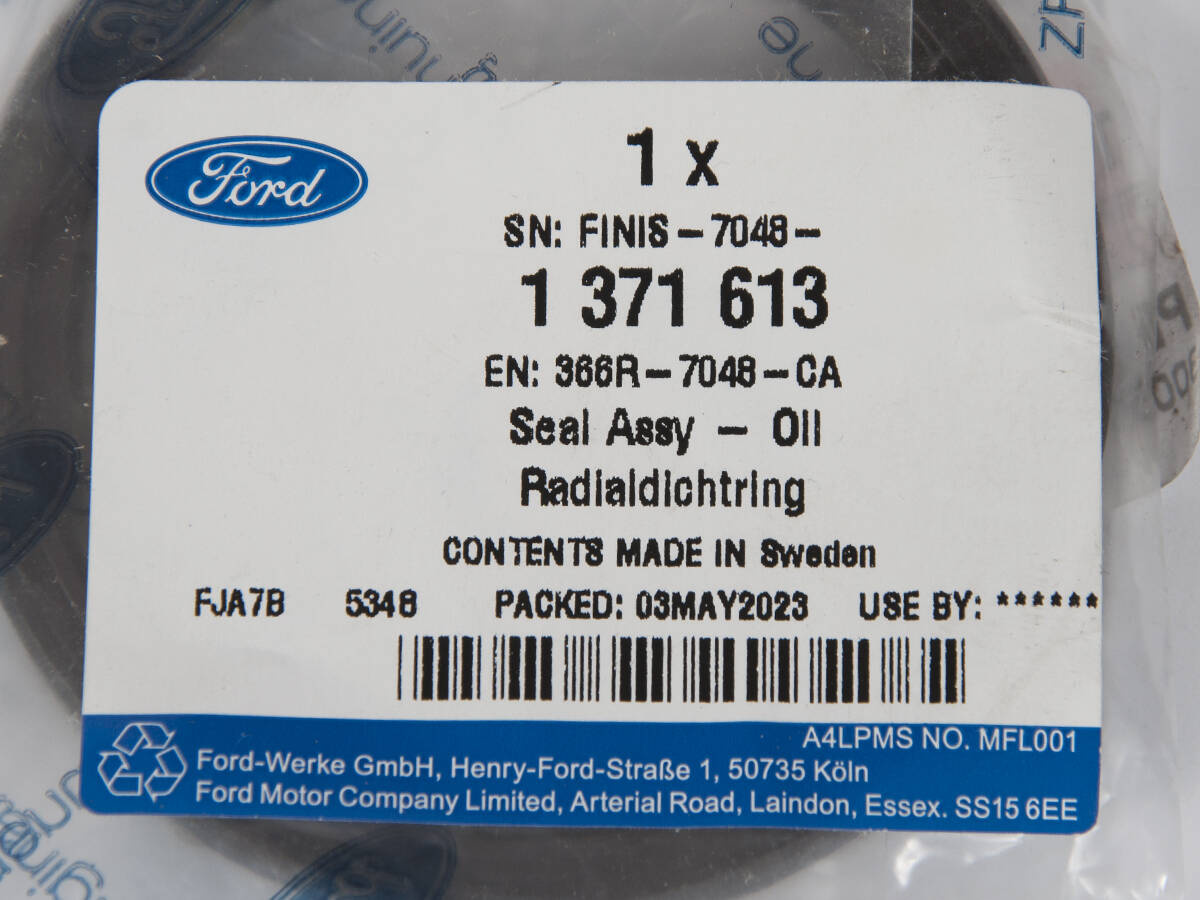 Ford
1 x
SN: FINIS-7048-
1 371 613
EN: 366R-7048-CA
Seal Assy - Oil
Radialdichtring
CONTENTS MADE IN Sweden
FJA7B 5348 PACKED: 03MAY2023 USE BY: ******
A4LPMS NO. MFL001
Ford-Werke GmbH, Henry-Ford-Straße 1, 50735 Köln
Ford Motor Company Limited, Arterial Road, Laindon, Essex. SS15 6EE